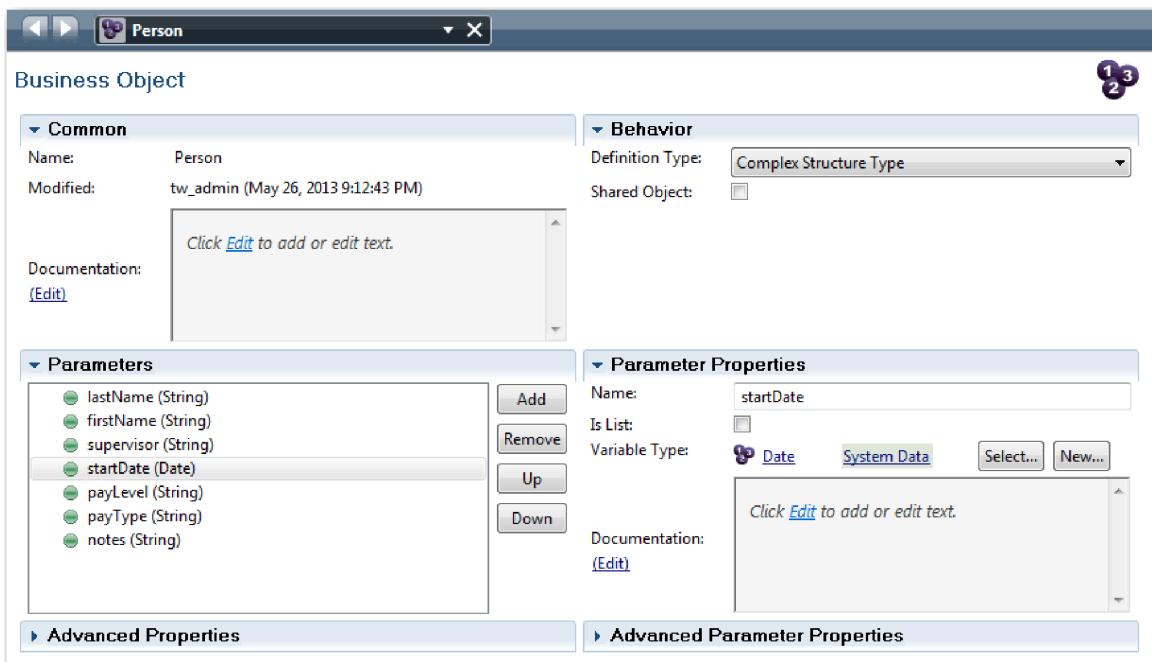 Person
Business Object
1 2 3
Common
Name: Person
Modified: tw_admin (May 26, 2013 9:12:43 PM)
Click Edit to add or edit text.
Documentation:
(Edit)
Behavior
Definition Type: Complex Structure Type
Shared Object:
Parameters
lastName (String)
firstName (String)
supervisor (String)
startDate (Date)
payLevel (String)
payType (String)
notes (String)
Add
Remove
Up
Down
Parameter Properties
Name: startDate
Is List:
Variable Type: Date System Data Select... New...
Click Edit to add or edit text.
Documentation:
(Edit)
Advanced Properties
Advanced Parameter Properties